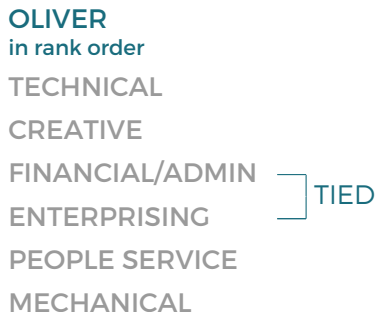 OLIVER
in rank order
TECHNICAL
CREATIVE
FINANCIAL/ADMIN
TIED
ENTERPRISING
PEOPLE SERVICE
MECHANICAL